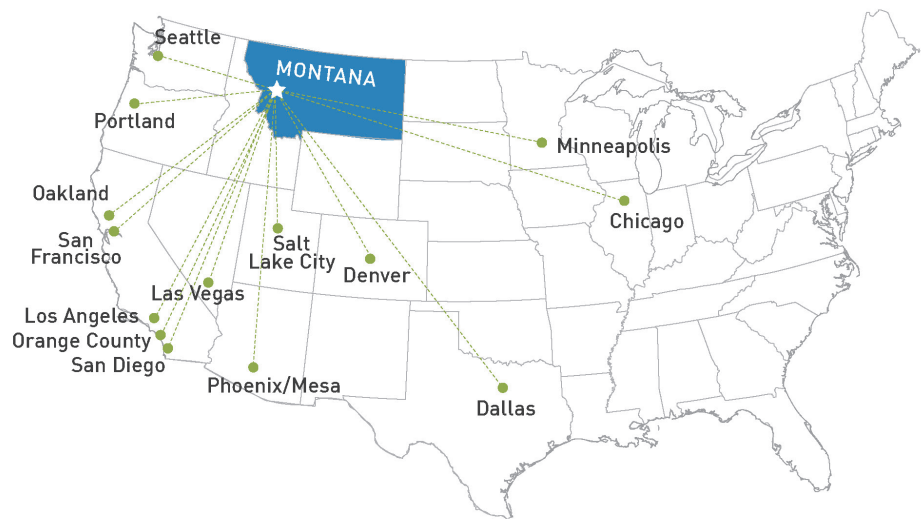 Seattle
MONTANA
Portland
Minneapolis
Oakland
Chicago
San
Francisco
Salt
Lake City
Denver
Las Vegas
Los Angeles
Orange County
San Diego
Phoenix/Mesa
Dallas